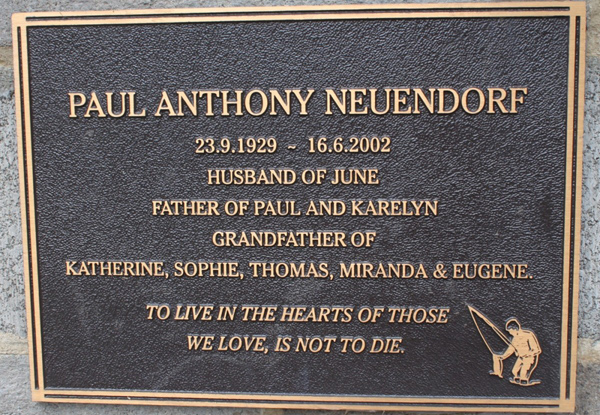 PAUL ANTHONY NEUENDORF
23.9.1929 ~ 16.6.2002
HUSBAND OF JUNE
FATHER OF PAUL AND KARELYN
GRANDFATHER OF
KATHERINE, SOPHIE, THOMAS, MIRANDA & EUGENE.
TO LIVE IN THE HEARTS OF THOSE
WE LOVE, IS NOT TO DIE.